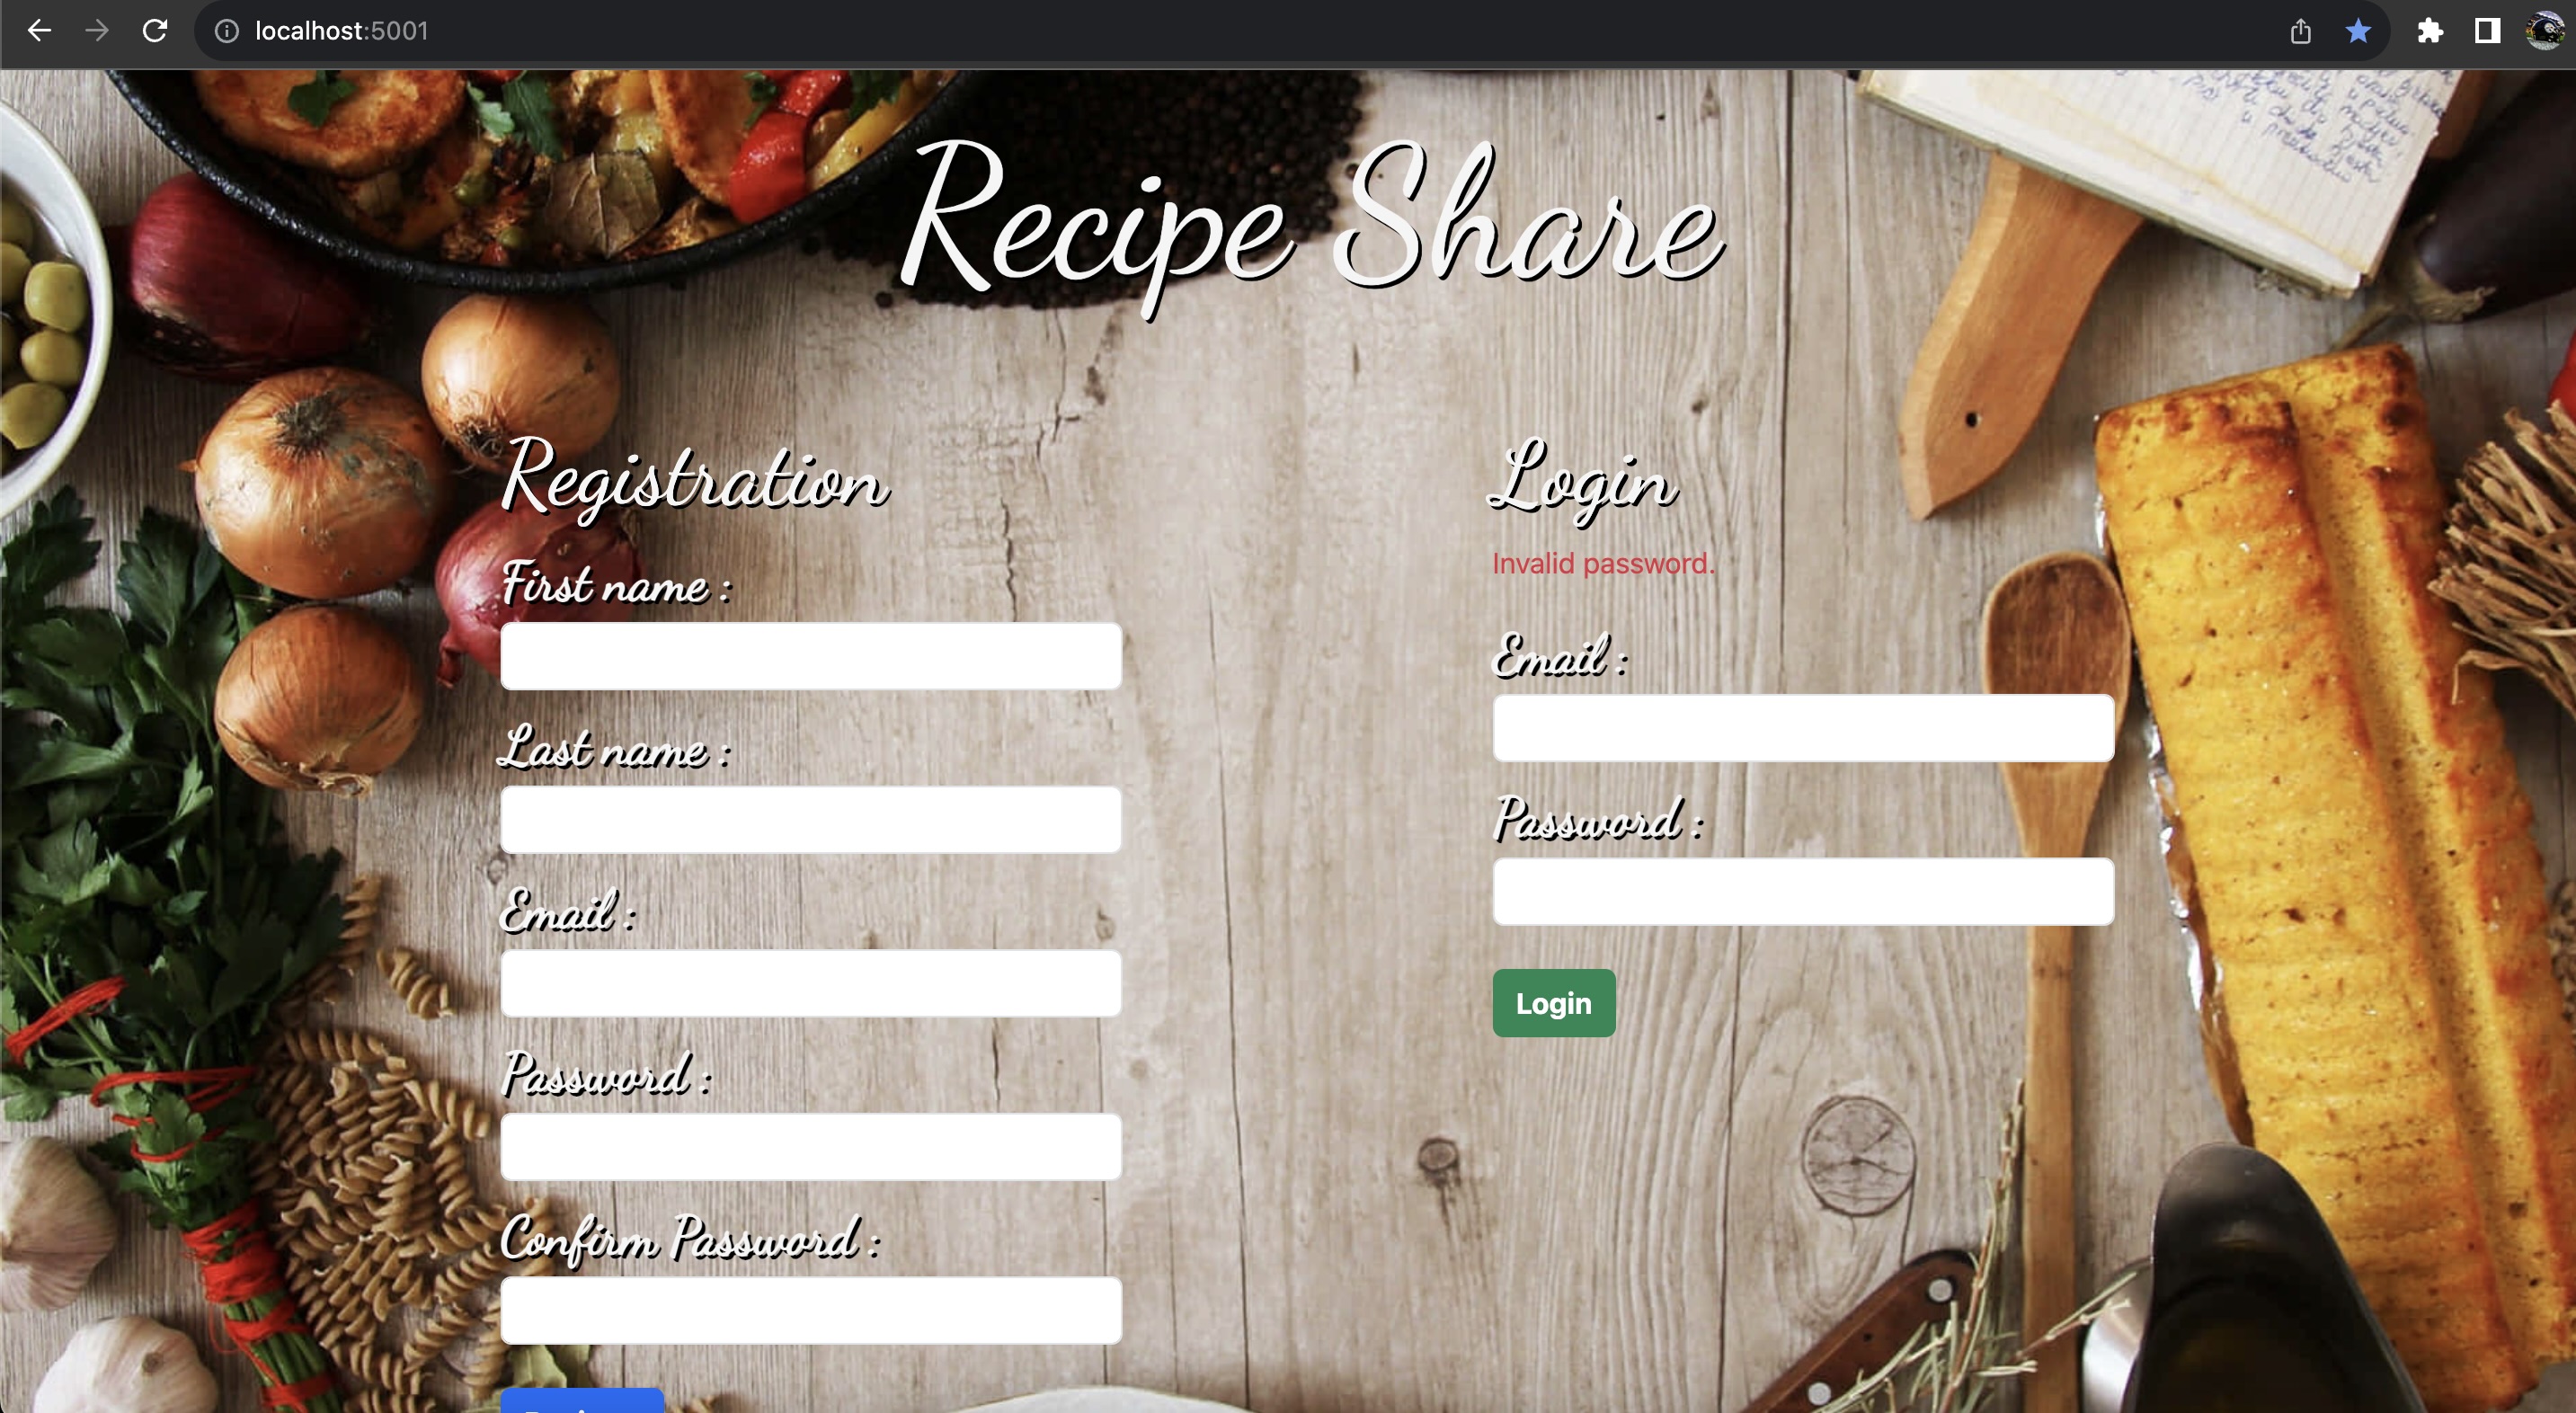 localhost:5001
Recipe Share
Registration
First name :
Last name :
Email :
Password :
Confirm Password :
Login
Invalid password.
Email :
Password :
Login